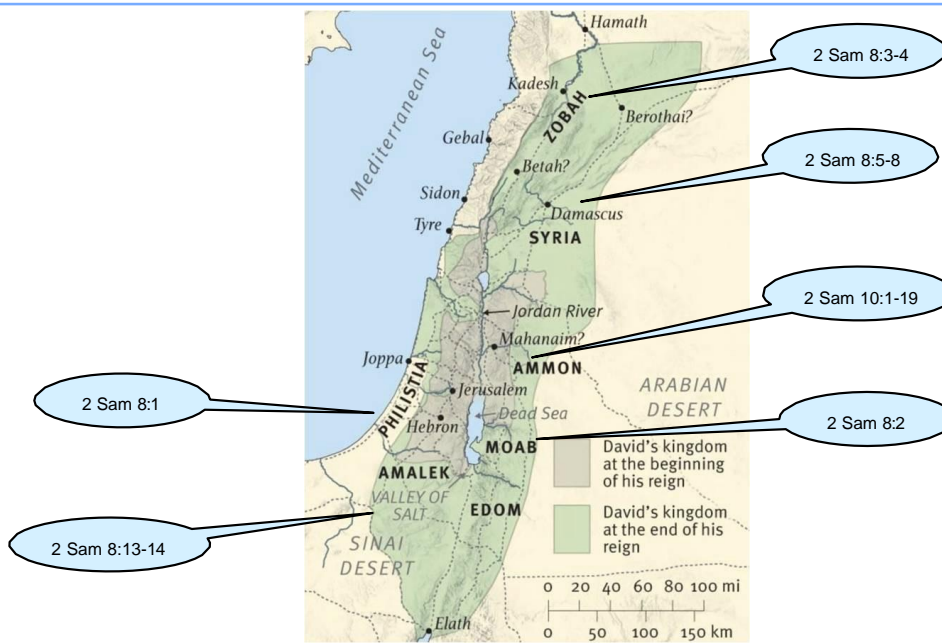 Hamath
2 Sam 8:3-4
Mediterranean Sea
Kadesh
ZOBAH
Berothai?
Gebal
2 Sam 8:5-8
Betah?
Sidon
Damascus
Tyre
SYRIA
2 Sam 10:1-19
Jordan River
Mahanaim?
Joppa
AMMON
PHILISTIA
Jerusalem
ARABIAN
DESERT
2 Sam 8:1
Dead Sea
Hebron
2 Sam 8:2
MOAB
David's kingdom
at the beginning
of his reign
AMALEK
VALLEY OF
SALT
EDOM
David's kingdom
at the end of his
reign
2 Sam 8:13-14
SINAI
DESERT
0 20 40 60 80 100 mi
0 50 100 150 km
Elath